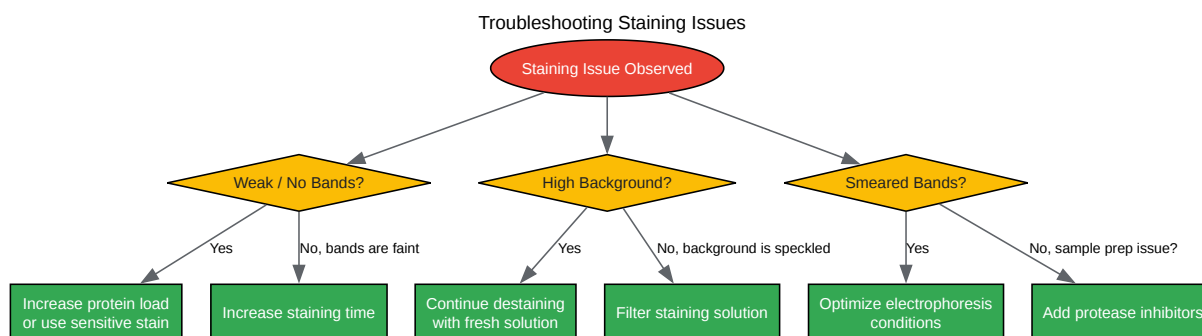 Troubleshooting Staining Issues
Staining Issue Observed
Weak / No Bands?
High Background?
Smeared Bands?
Yes
No, bands are faint
Yes
No, background is speckled
Yes
No, sample prep issue?
Increase protein load
or use sensitive stain
Increase staining time
Continue destaining
with fresh solution
Filter staining solution
Optimize electrophoresis
conditions
Add protease inhibitors